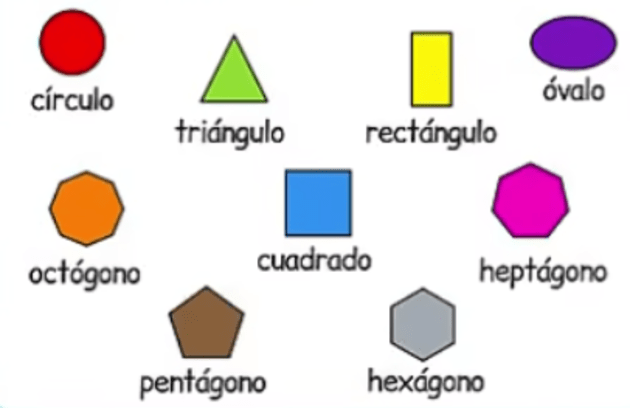 círculo
triángulo
rectángulo
óvalo
octógono
cuadrado
heptágono
pentágono
hexágono